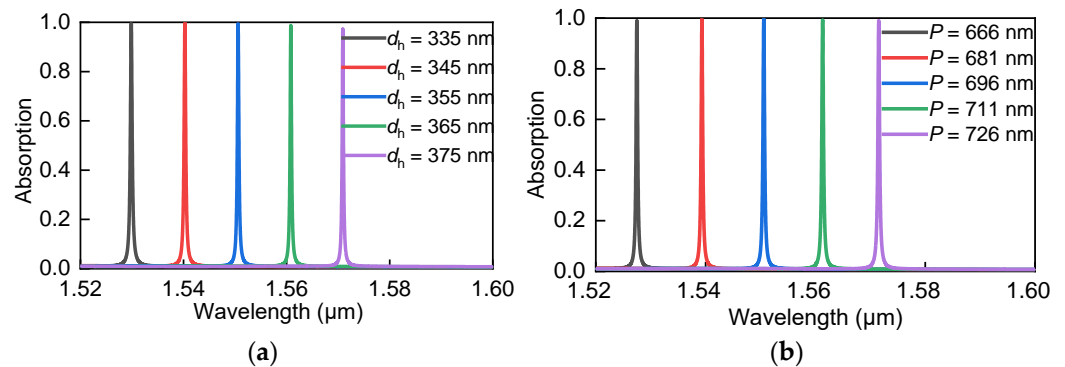 1.0
0.8
0.6
0.4
0.2
0.0
Absorption
dh = 335 nm
dh = 345 nm
dh = 355 nm
dh = 365 nm
dh = 375 nm
1.52 1.54 1.56 1.58 1.60
Wavelength (μm)
(a)
1.0
0.8
0.6
0.4
0.2
0.0
Absorption
P = 666 nm
P = 681 nm
P = 696 nm
P = 711 nm
P = 726 nm
1.52 1.54 1.56 1.58 1.60
Wavelength (μm)
(b)